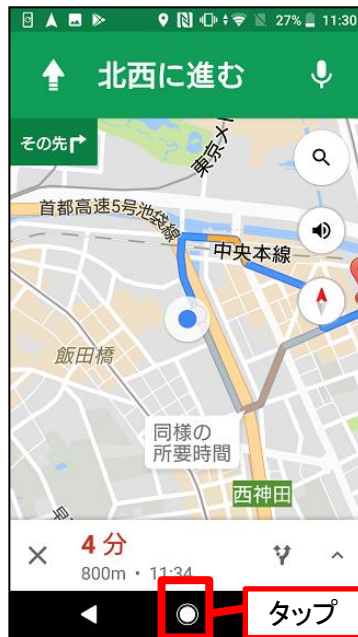 27% 11:30
北西に進む
その先
東京メ
首都高速5号池袋線
中央本線
飯田橋
同様の
所要時間
西神田
4 分
800m・11:34
タップ